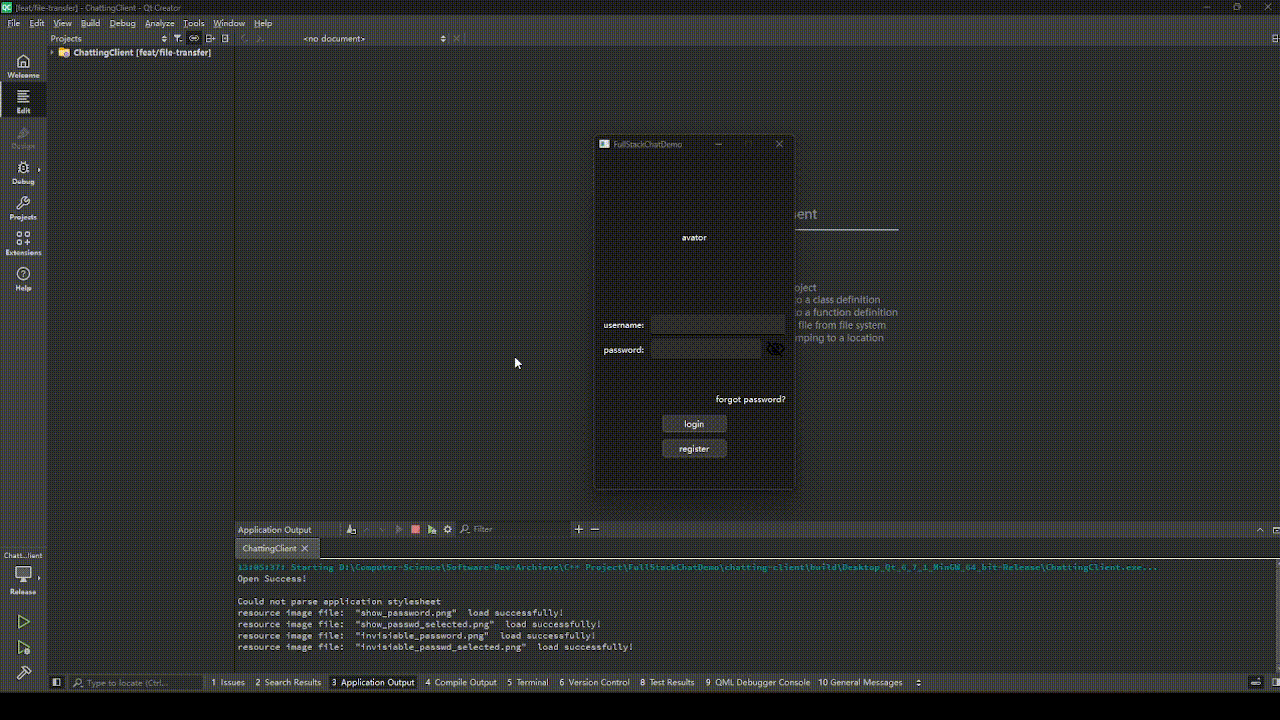 [feat/file-transfer] - ChattingClient - Qt Creator
File Edit View Build Debug Analyze Tools Window Help
Projects
<no document>
ChattingClient [feat/file-transfer]
Welcome
Edit
Design
Debug
Projects
Extensions
Help
FullStackChatDemo
avator
username:
password:
forgot password?
login
register
ent
oject
o a class definition
o a function definition
file from file system
mping to a location
Application Output
Filter
ChattingClient
13:05:37: Starting D:\Computer-Science\Software-Dev-Archieve\C++ Project\FullStackChatDemo\chatting-client\build\Desktop_Qt_6_7_1_MinGW_64_bit-Release\ChattingClient.exe...
Open Success!
Could not parse application stylesheet
resource image file: "show_password.png" load successfully!
resource image file: "show_passwd_selected.png" load successfully!
resource image file: "invisiable_password.png" load successfully!
resource image file: "invisiable_passwd_selected.png" load successfully!
Chatt...lient
Release
Type to locate (Ctrl...
1 Issues 2 Search Results 3 Application Output 4 Compile Output 5 Terminal 6 Version Control 8 Test Results 9 QML Debugger Console 10 General Messages